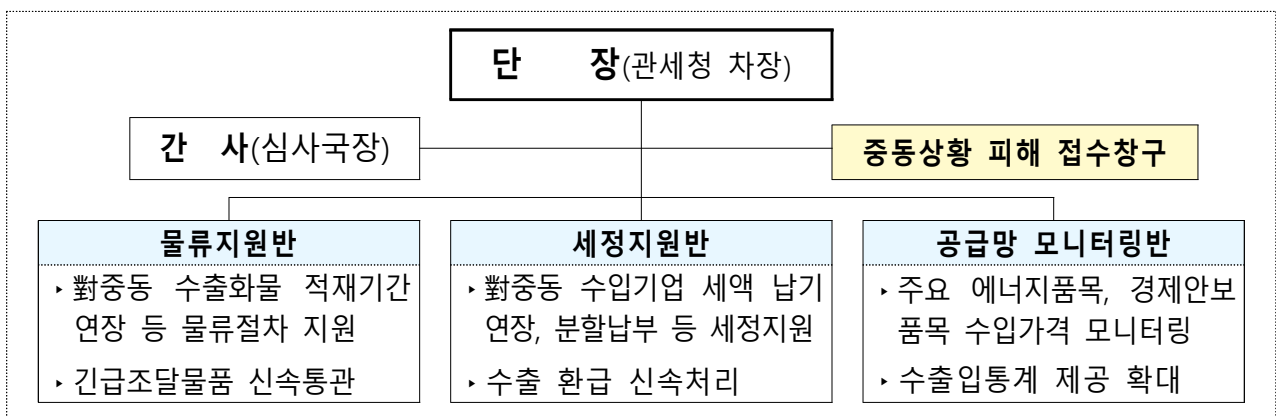 단 장(관세청 차장)
간 사(심사국장)
중동상황 피해 접수창구
물류지원반
‣ 對중동 수출화물 적재기간
연장 등 물류절차 지원
‣ 긴급조달물품 신속통관
세정지원반
‣ 對중동 수입기업 세액 납기
연장, 분할납부 등 세정지원
‣ 수출 환급 신속처리
공급망 모니터링반
‣ 주요 에너지품목, 경제안보
품목 수입가격 모니터링
‣ 수출입통계 제공 확대